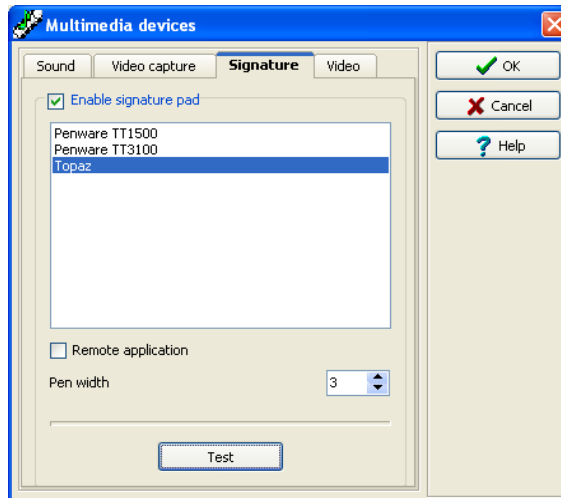 Multimedia devices
Sound Video capture Signature Video
Enable signature pad
Penware TT1500
Penware TT3100
Topaz
Remote application
Pen width 3
Test
OK
Cancel
? Help